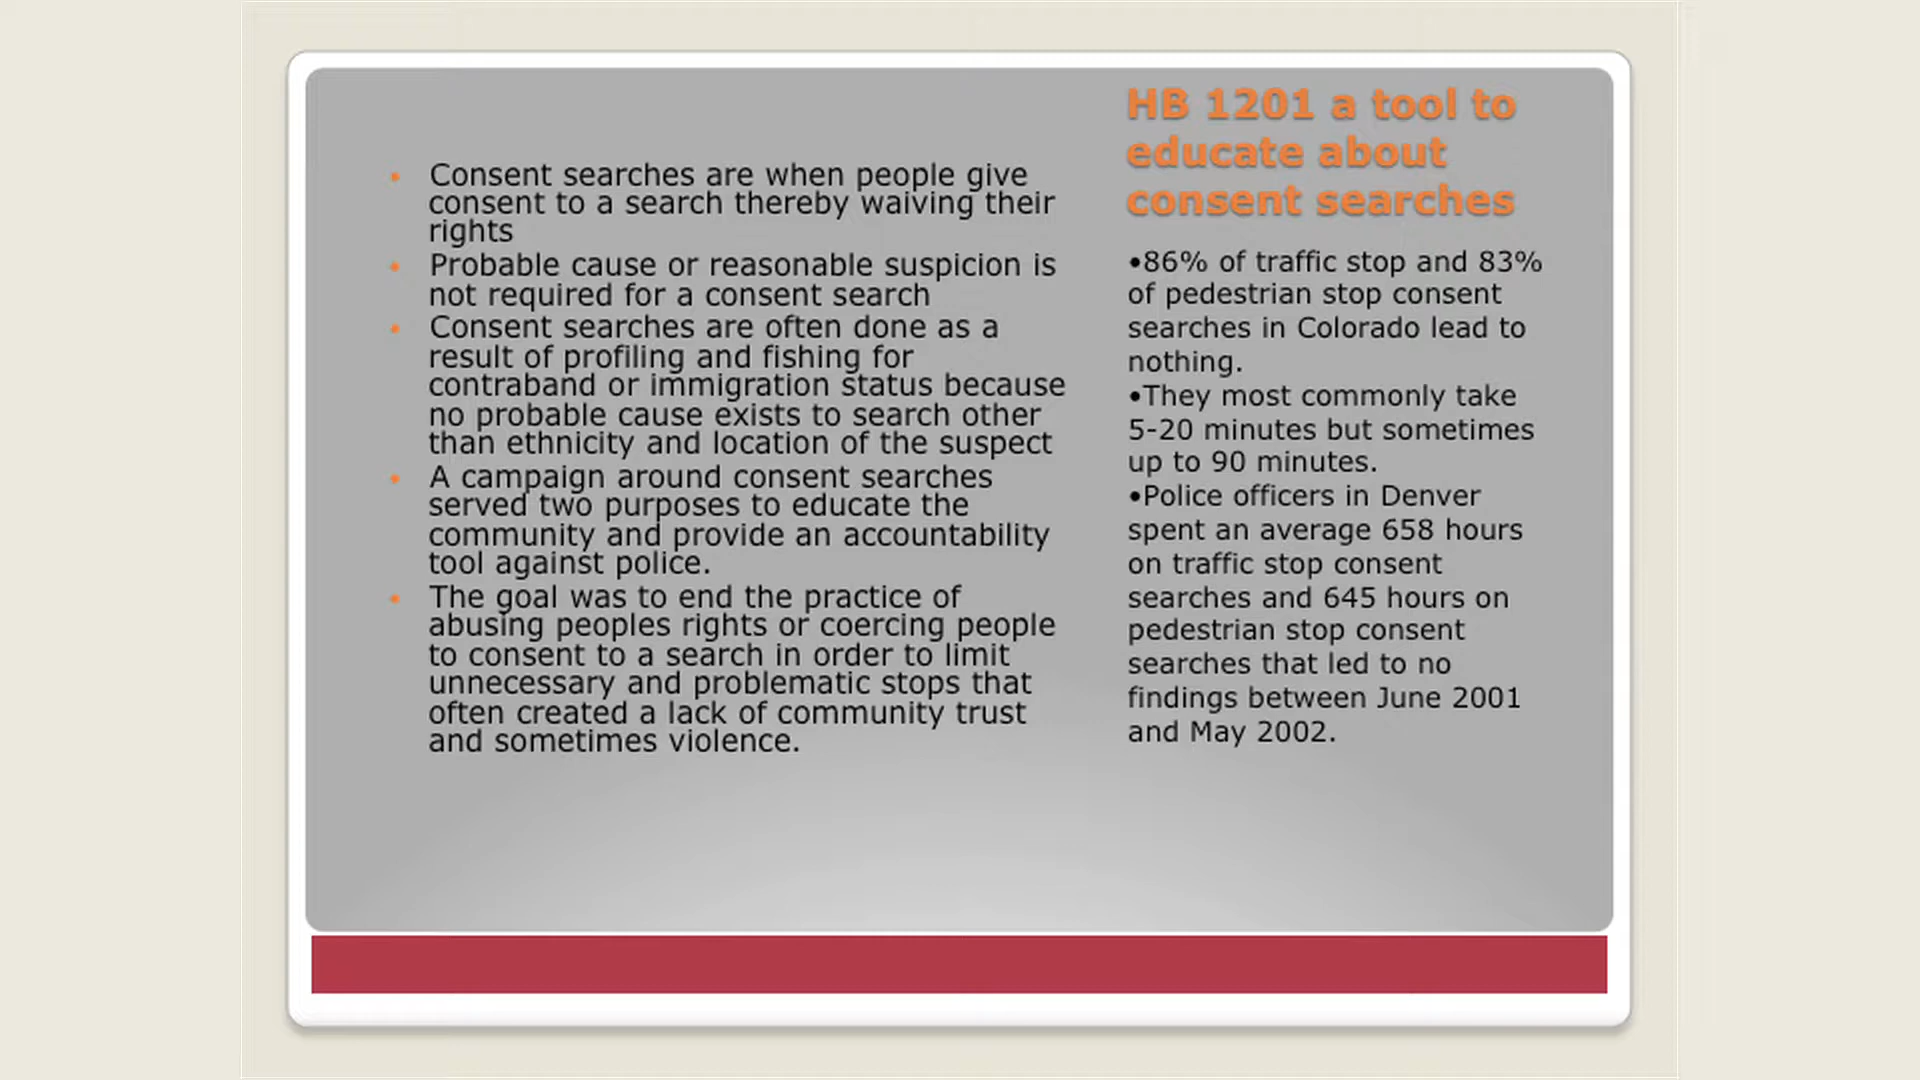 HB 1201 a tool to
educate about
consent searches
• Consent searches are when people give
consent to a search thereby waiving their
rights
• Probable cause or reasonable suspicion is
not required for a consent search
• Consent searches are often done as a
result of profiling and fishing for
contraband or immigration status because
no probable cause exists to search other
than ethnicity and location of the suspect
• A campaign around consent searches
served two purposes to educate the
community and provide an accountability
tool against police.
• The goal was to end the practice of
abusing peoples rights or coercing people
to consent to a search in order to limit
unnecessary and problematic stops that
often created a lack of community trust
and sometimes violence.
•86% of traffic stop and 83%
of pedestrian stop consent
searches in Colorado lead to
nothing.
•They most commonly take
5-20 minutes but sometimes
up to 90 minutes.
•Police officers in Denver
spent an average 658 hours
on traffic stop consent
searches and 645 hours on
pedestrian stop consent
searches that led to no
findings between June 2001
and May 2002.